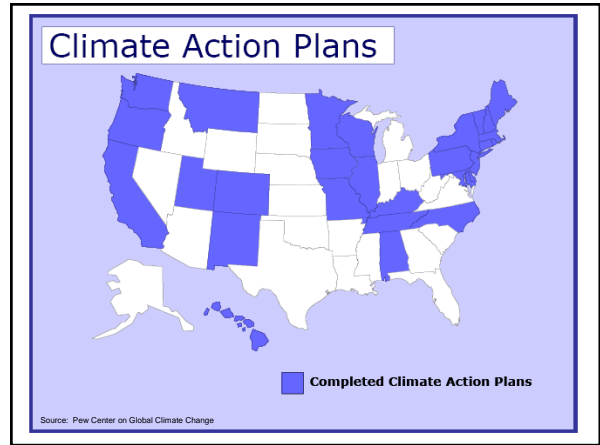 Climate Action Plans
Completed Climate Action Plans
Source: Pew Center on Global Climate Change